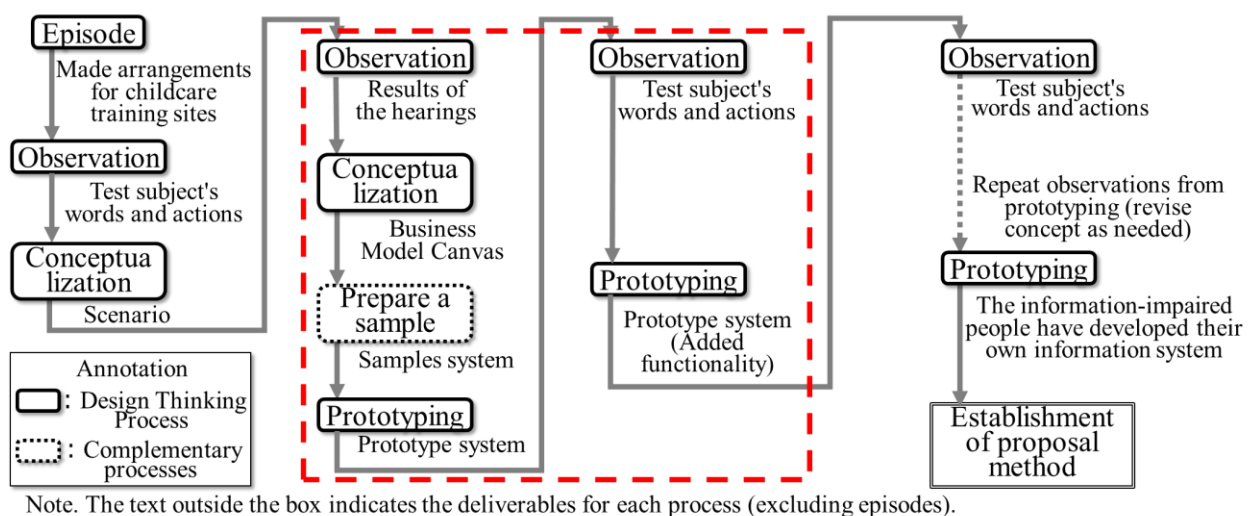 Episode
Made arrangements
for childcare
training sites
Observation
Test subject's
words and actions
Conceptua
lization
Scenario
Observation
Results of
the hearings
Conceptua
lization
Business
Model Canvas
Prepare a
sample
Samples system
Prototyping
Prototype system
Observation
Test subject's
words and actions
Prototyping
Prototype system
(Added
functionality)
Observation
Test subject's
words and actions
Repeat observations from
prototyping (revise
concept as needed)
Prototyping
The information-impaired
people have developed their
own information system
Establishment
of proposal
method
Annotation
: Design Thinking
Process
: Complementary
processes
Note. The text outside the box indicates the deliverables for each process (excluding episodes).